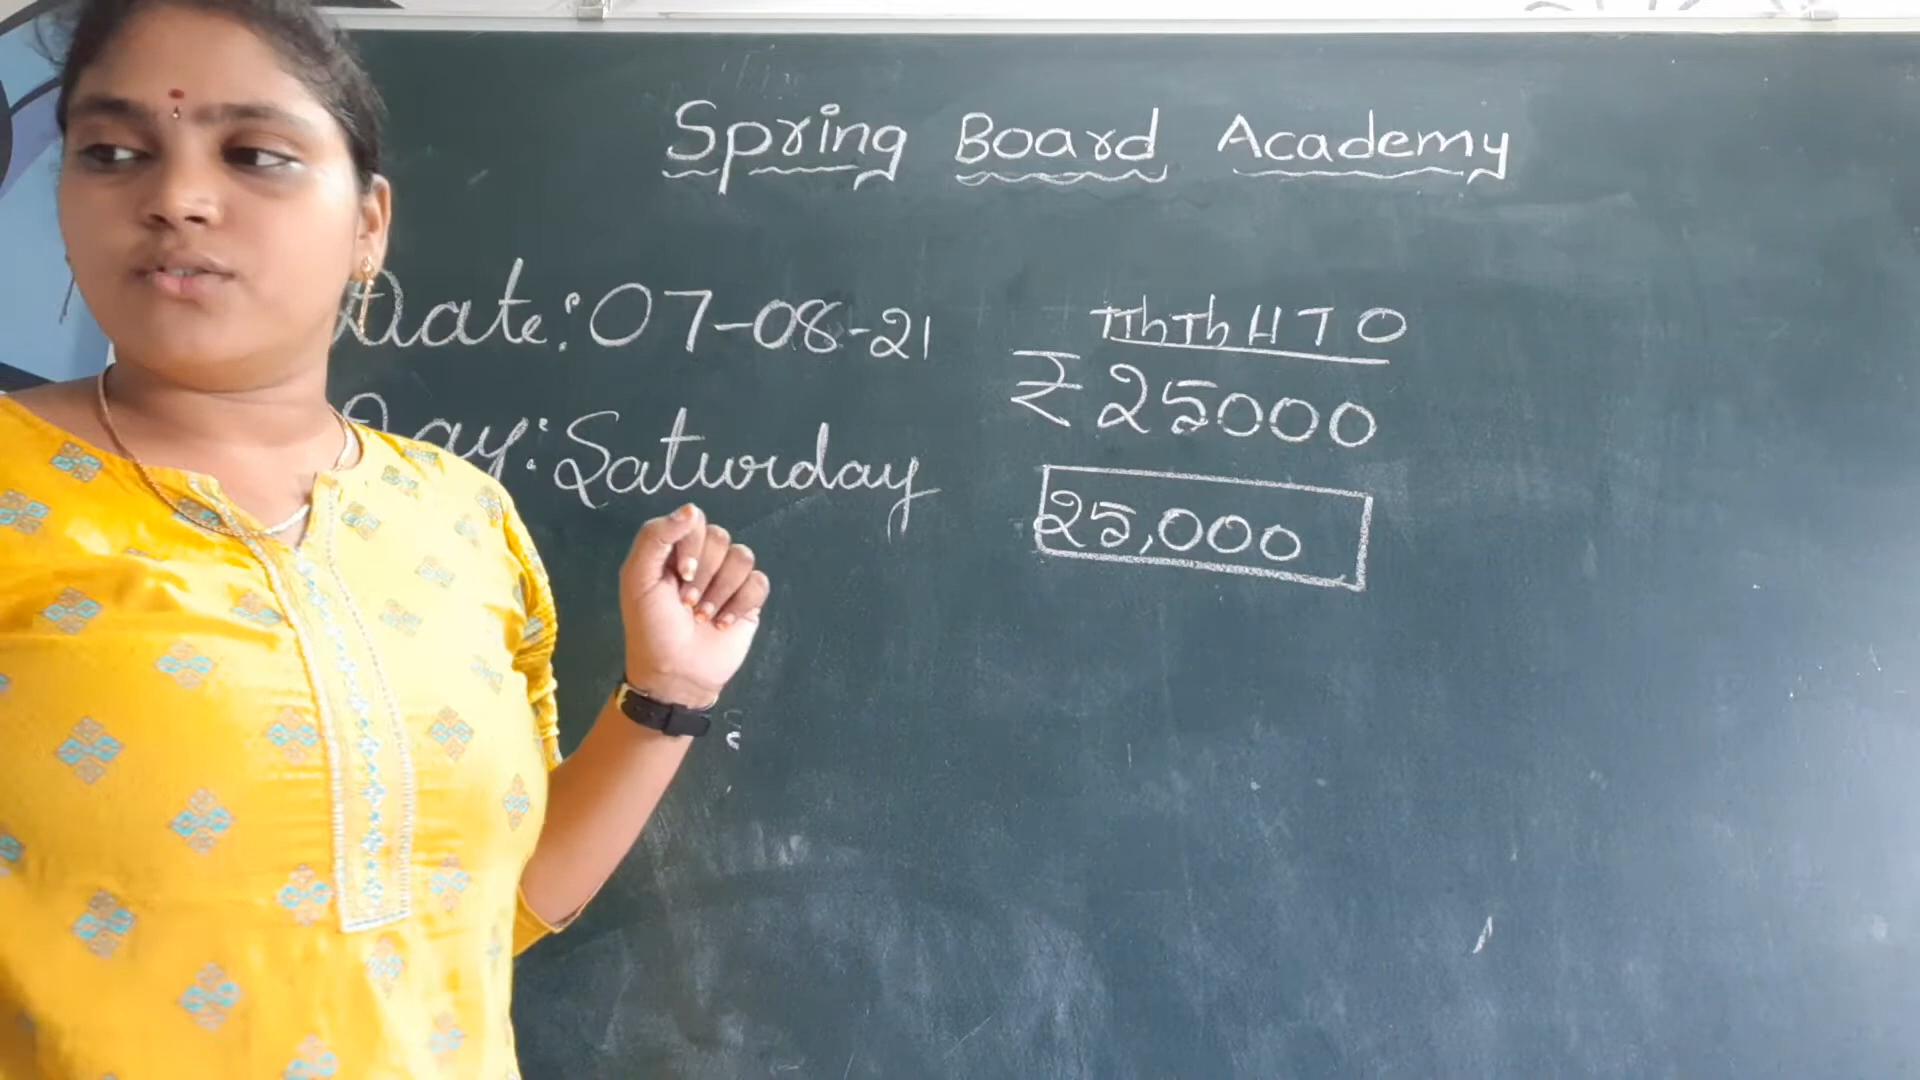 Spring Board Academy
Date: 07-08-21
Day: Saturday
TTh Th H T O
₹ 25000
25,000